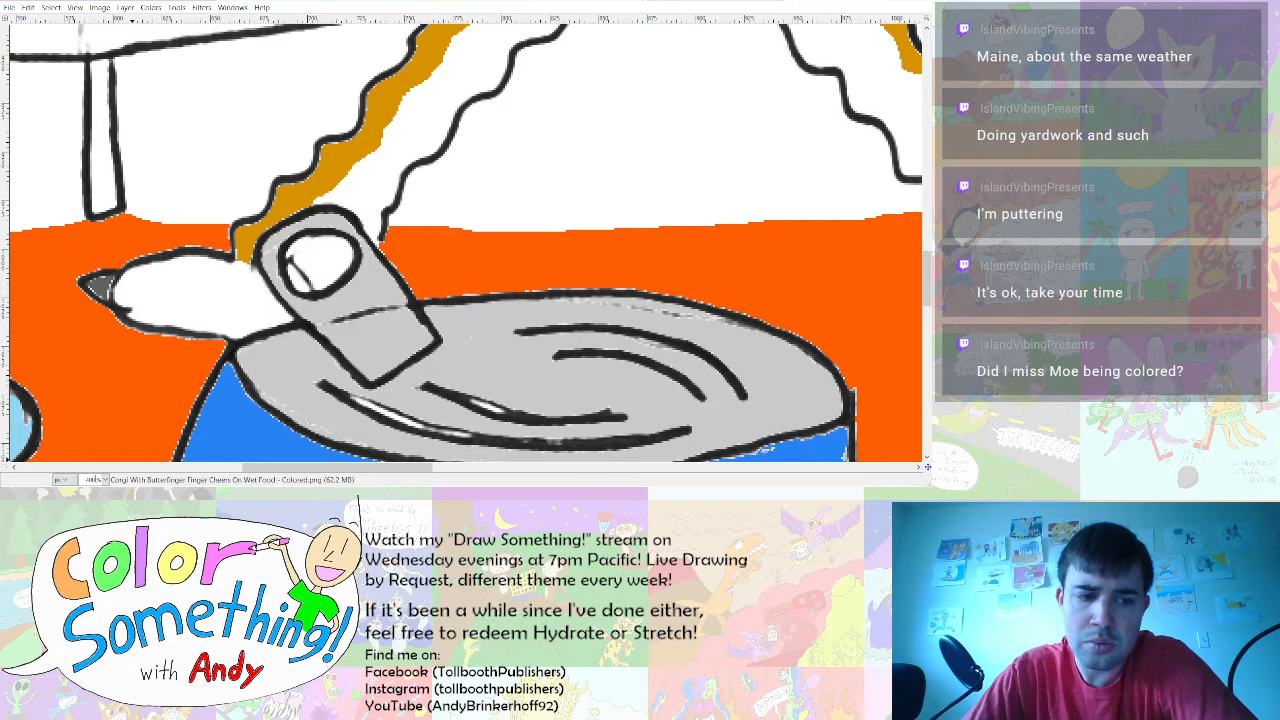 File Edit Select View Image Layer Colors Tools Filters Windows Help
IslandVibingPresents
Maine, about the same weather
IslandVibingPresents
Doing yardwork and such
IslandVibingPresents
I'm puttering
IslandVibingPresents
It's ok, take your time
IslandVibingPresents
Did I miss Moe being colored?
px Corgi With Butterfinger Finger Cheers On Wet Food - Colored.png (62.2 MB)
Color
Something!
with Andy
Watch my "Draw Something!" stream on
Wednesday evenings at 7pm Pacific! Live Drawing
by Request, different theme every week!
If it's been a while since I've done either,
feel free to redeem Hydrate or Stretch!
Find me on:
Facebook (TollboothPublishers)
Instagram (tollboothpublishers)
YouTube (AndyBrinkerhoff92)